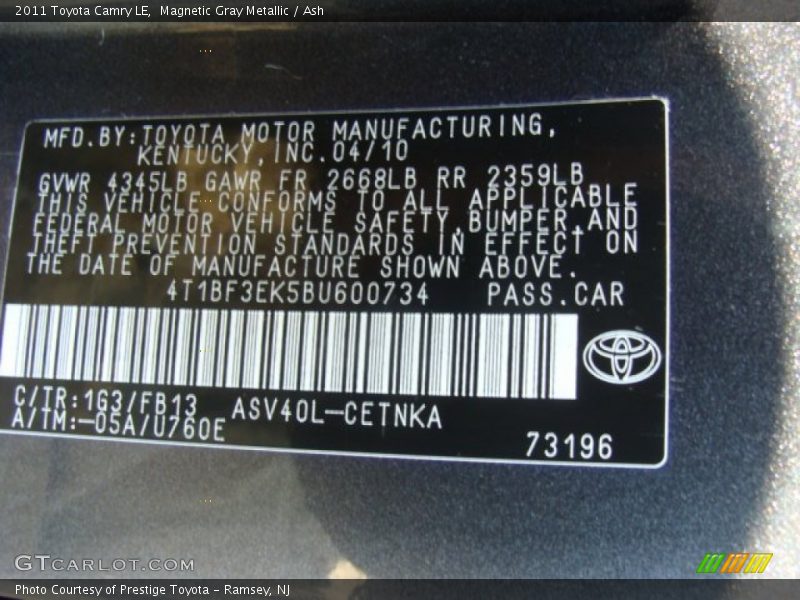 2011 Toyota Camry LE, Magnetic Gray Metallic / Ash
MFD.BY:TOYOTA MOTOR MANUFACTURING,
KENTUCKY,INC.04/10
GVWR 4345LB GAWR FR 2668LB RR 2359LB
THIS VEHICLE CONFORMS TO ALL APPLICABLE
FEDERAL MOTOR VEHICLE SAFETY,BUMPER,AND
THEFT PREVENTION STANDARDS IN EFFECT ON
THE DATE OF MANUFACTURE SHOWN ABOVE.
4T1BF3EK5BU600734 PASS.CAR
C/TR:1G3/FB13 ASV40L-CETNKA
A/TM:-05A/U760E
73196
GTCARLOT.COM
Photo Courtesy of Prestige Toyota - Ramsey, NJ